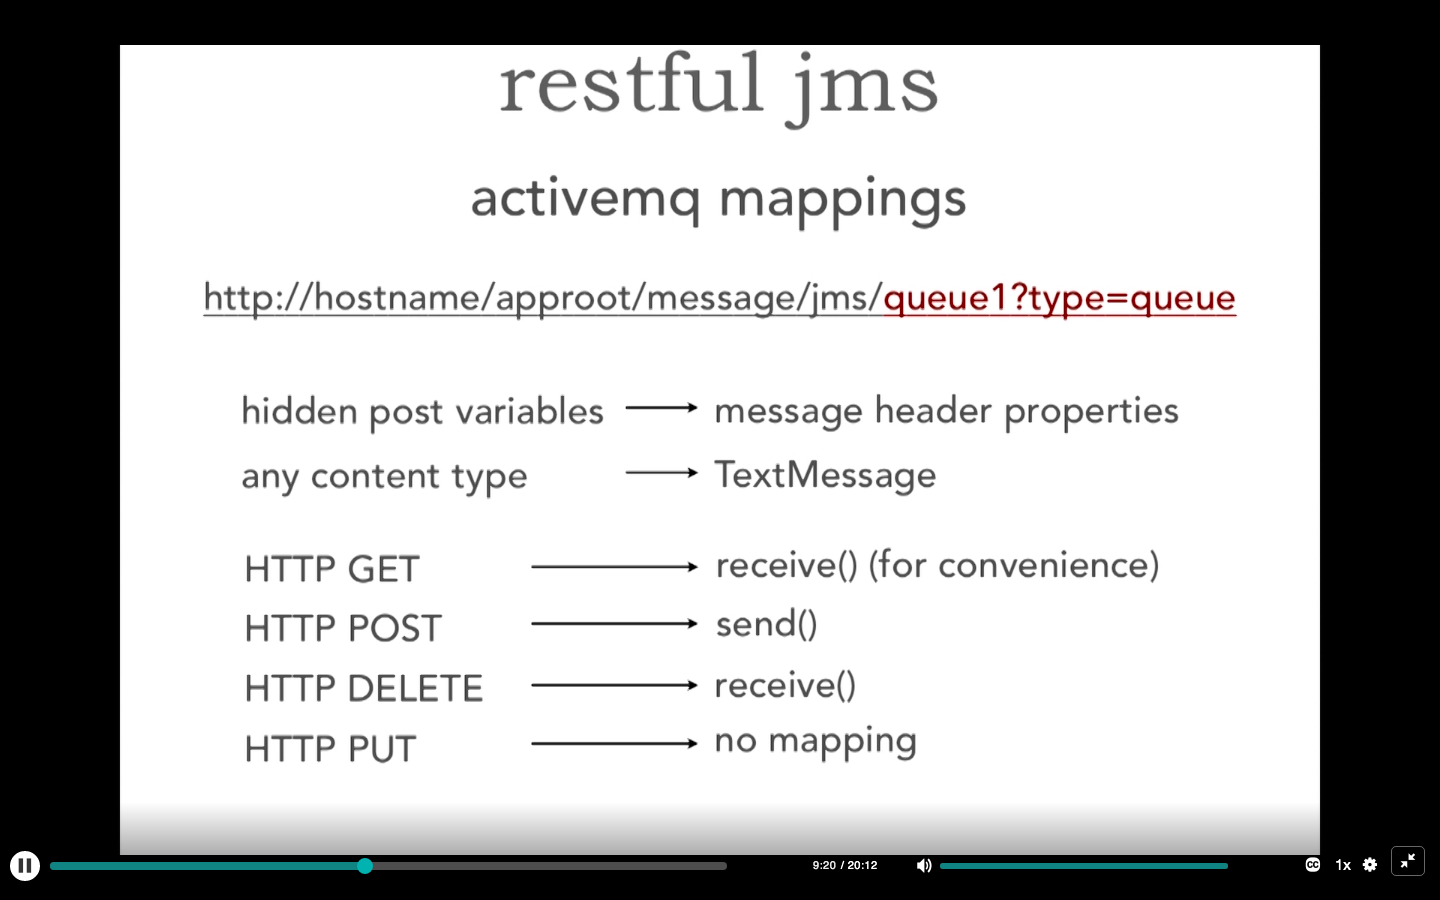 restful jms
activemq mappings
http://hostname/approot/message/jms/queue1?type=queue
hidden post variables message header properties
any content type TextMessage
HTTP GET receive() (for convenience)
HTTP POST send()
HTTP DELETE receive()
HTTP PUT no mapping
9:20 / 20:12 CC 1x